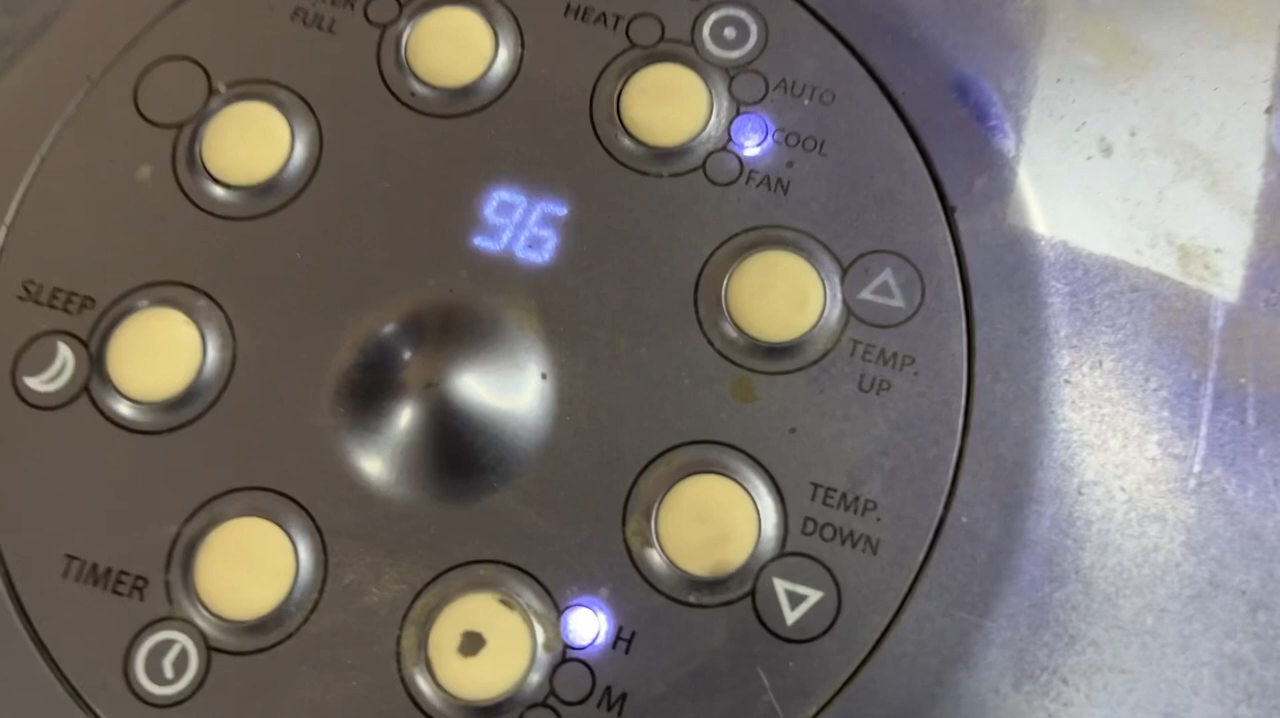 FULL
HEAT
AUTO
COOL
FAN
96
SLEEP
TEMP.
UP
TEMP.
DOWN
TIMER
H
M